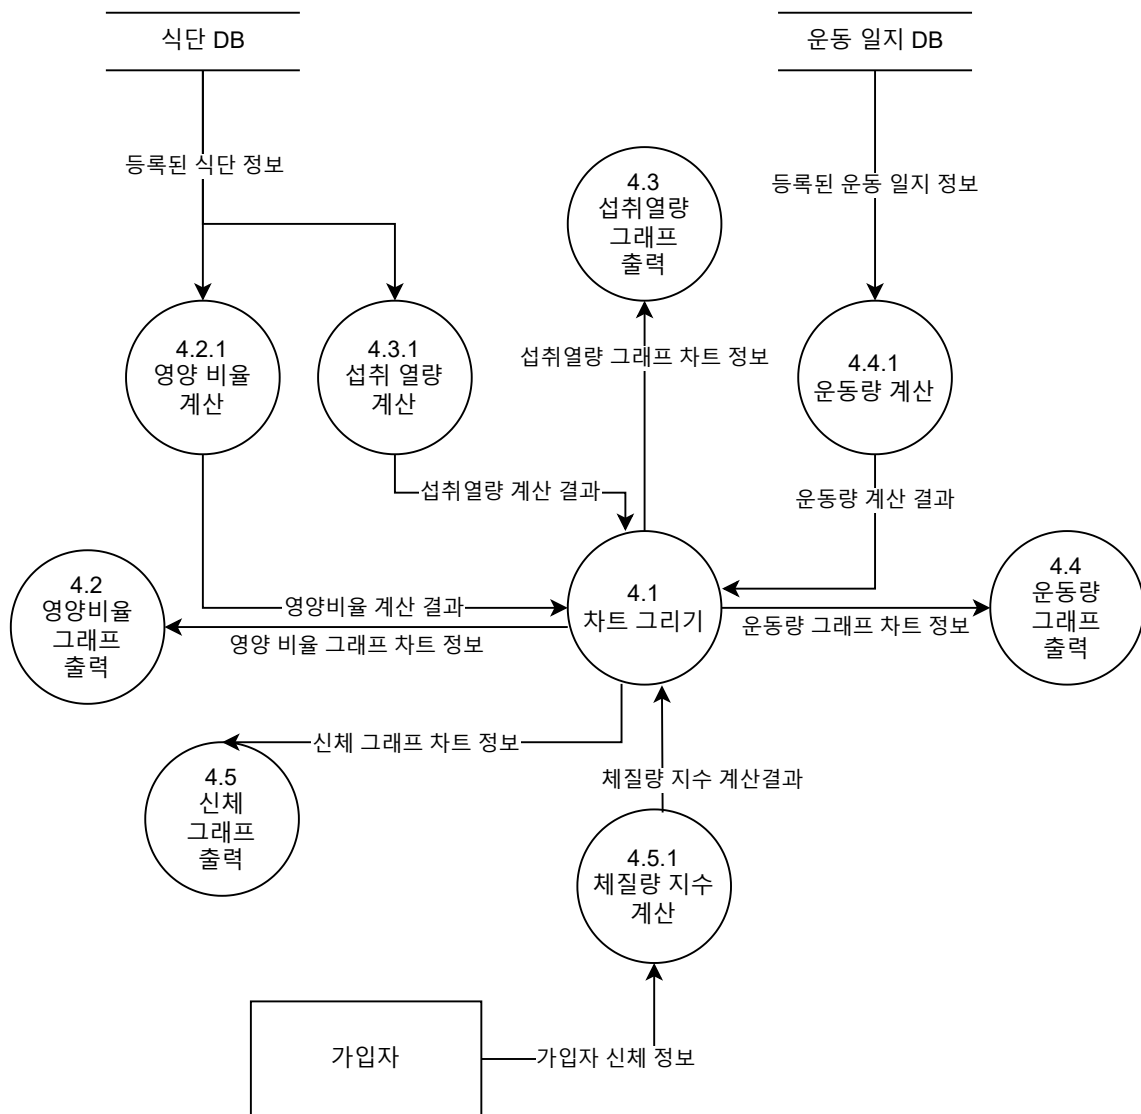 식단 DB
운동 일지 DB
등록된 식단 정보
등록된 운동 일지 정보
4.3
섭취열량
그래프
출력
4.2.1
영양 비율
계산
4.3.1
섭취 열량
계산
섭취열량 그래프 차트 정보
4.4.1
운동량 계산
섭취열량 계산 결과
운동량 계산 결과
4.2
영양비율
그래프
출력
영양비율 계산 결과
영양 비율 그래프 차트 정보
4.1
차트 그리기
운동량 그래프 차트 정보
4.4
운동량
그래프
출력
신체 그래프 차트 정보
4.5
신체
그래프
출력
체질량 지수 계산결과
4.5.1
체질량 지수
계산
가입자
가입자 신체 정보